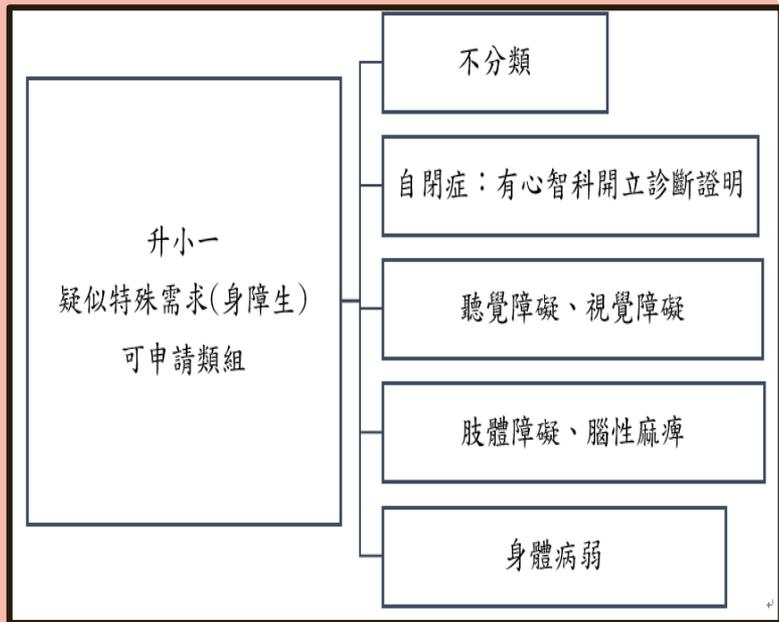 升小一
疑似特殊需求(身障生)
可申請類組
不分類
自閉症：有心智科開立診斷證明
聽覺障礙、視覺障礙
肢體障礙、腦性麻痺
身體病弱